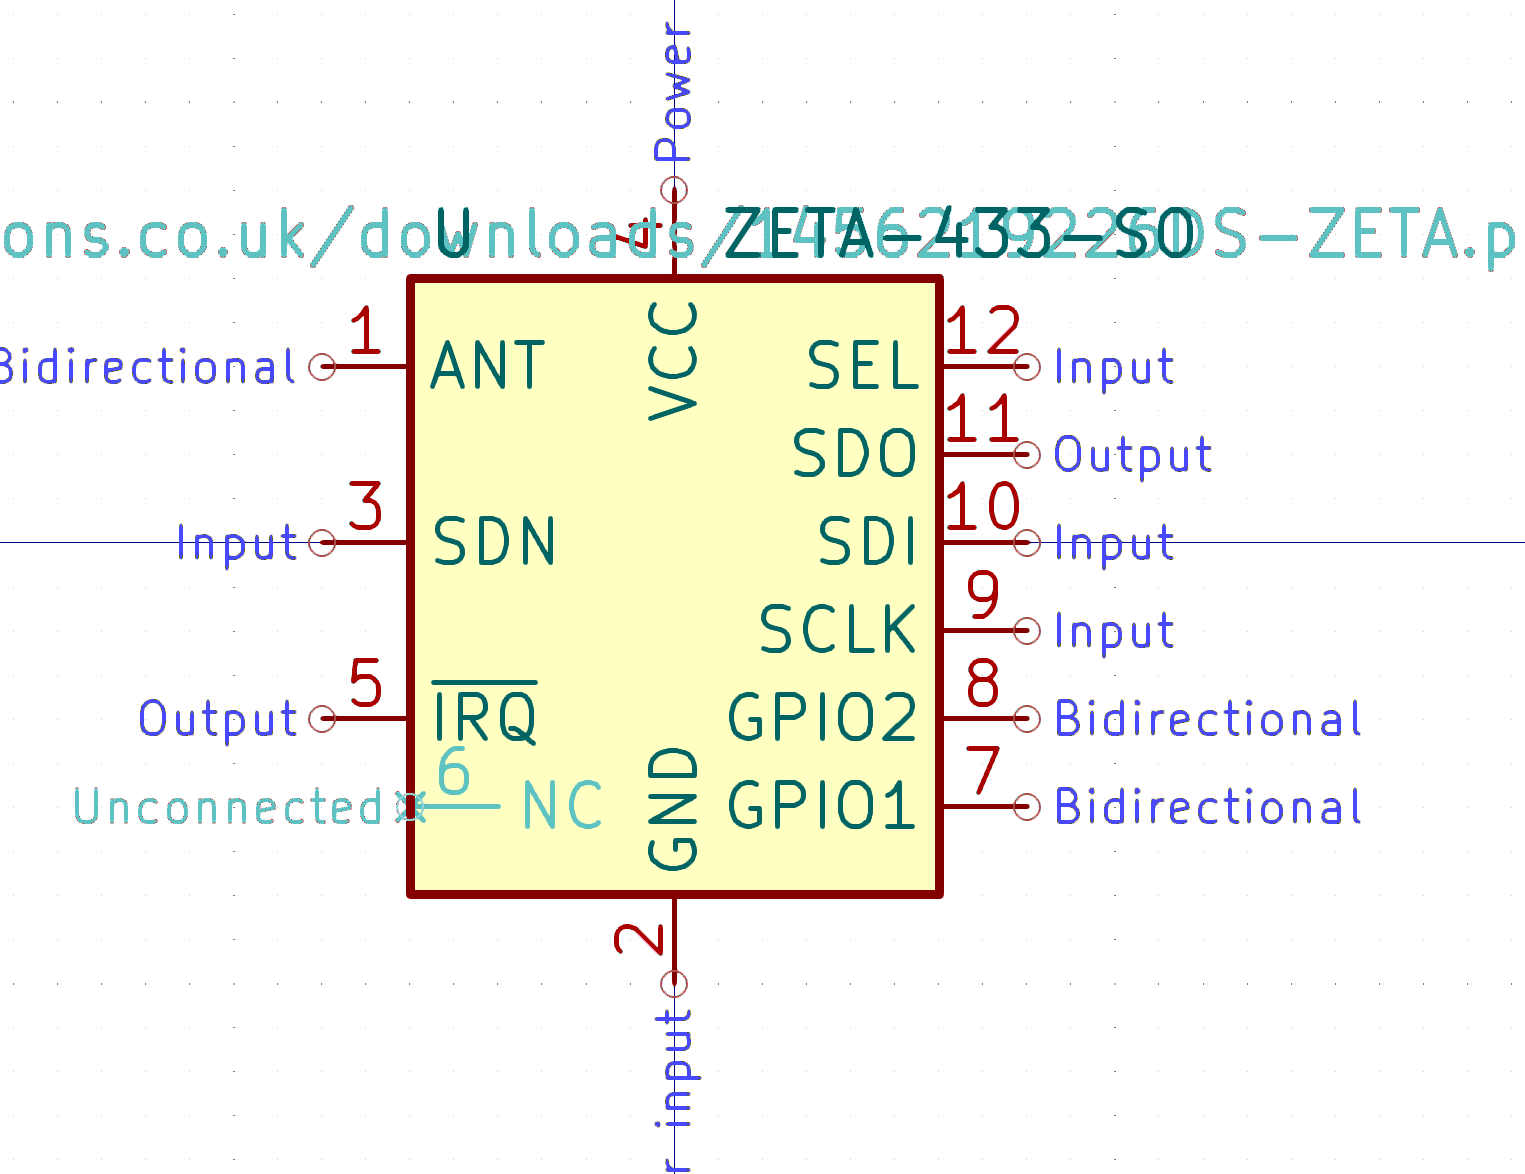 Power
ons.co.uk/downloads/
U
4
ZETA-433-SO
DS-ZETA.p
1
12
Bidirectional
ANT
VCC
SEL
Input
11
SDO
Output
3
10
Input
SDN
SDI
Input
9
SCLK
Input
5
8
Output
IRQ
GPIO2
Bidirectional
6
7
Unconnected
NC
GND
GPIO1
Bidirectional
2
r input